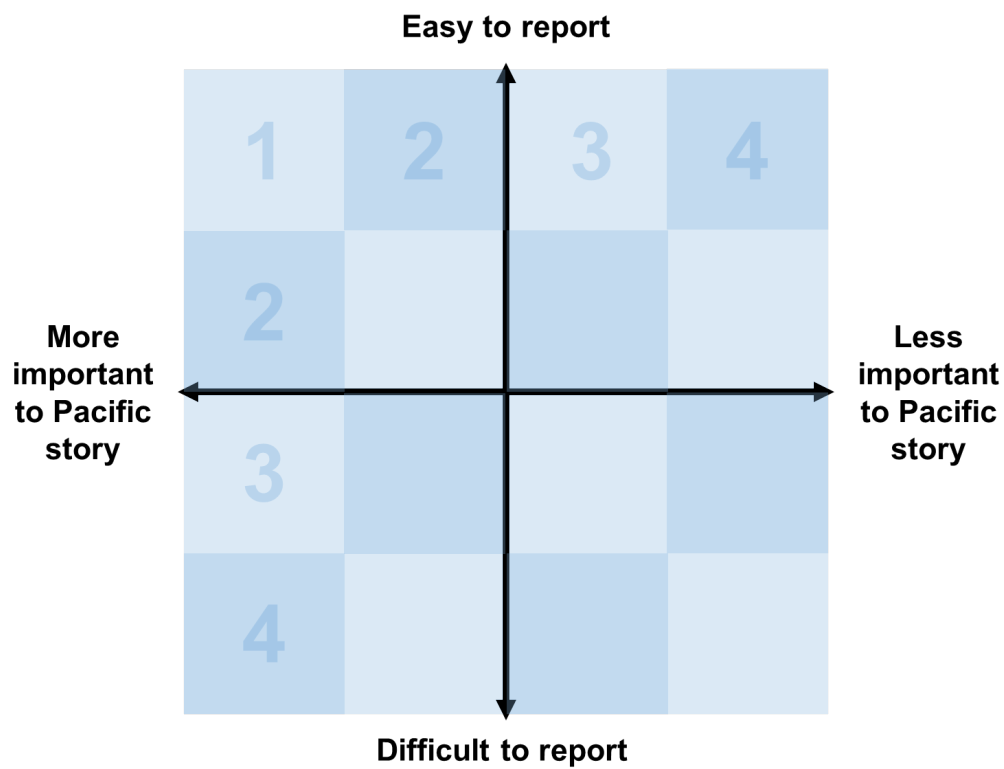 Easy to report
1 2 3 4
2
More
important
to Pacific
story
Less
important
to Pacific
story
3
4
Difficult to report